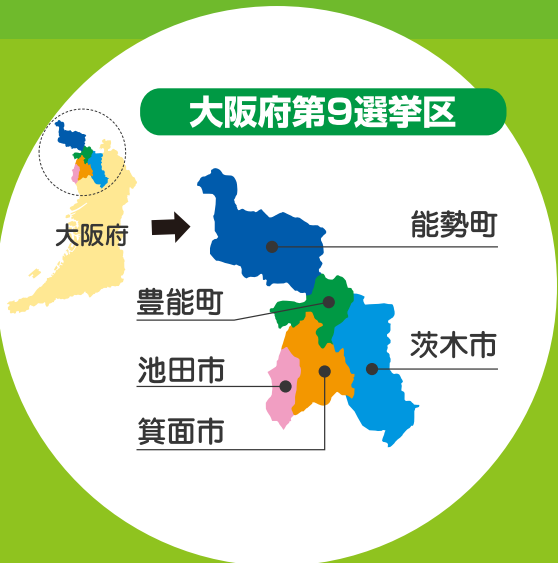 大阪府第9選挙区
大阪府
能勢町
豊能町
茨木市
池田市
箕面市